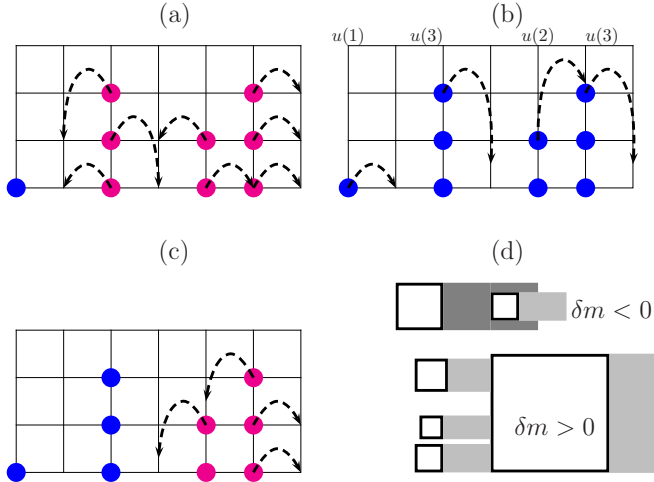 (a)
(b)
u(1) u(3) u(2) u(3)
(c)
(d)
δm < 0
δm > 0